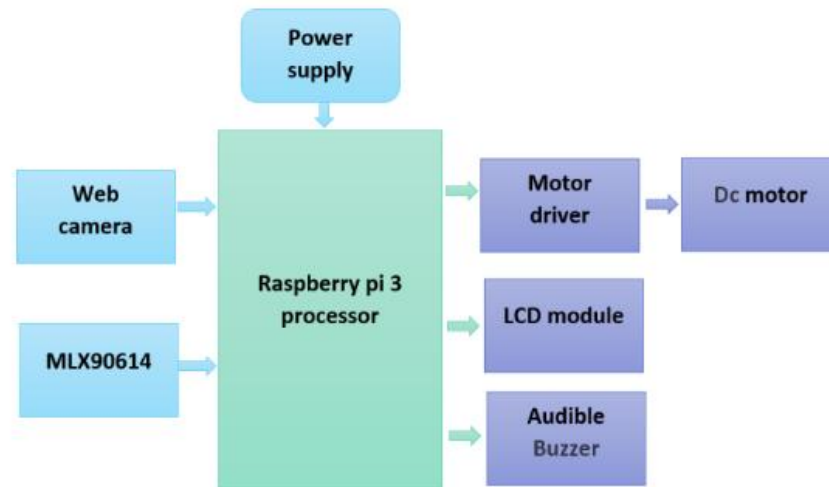 Power
supply
Web
camera
MLX90614
Raspberry pi 3
processor
Motor
driver
Dc motor
LCD module
Audible
Buzzer